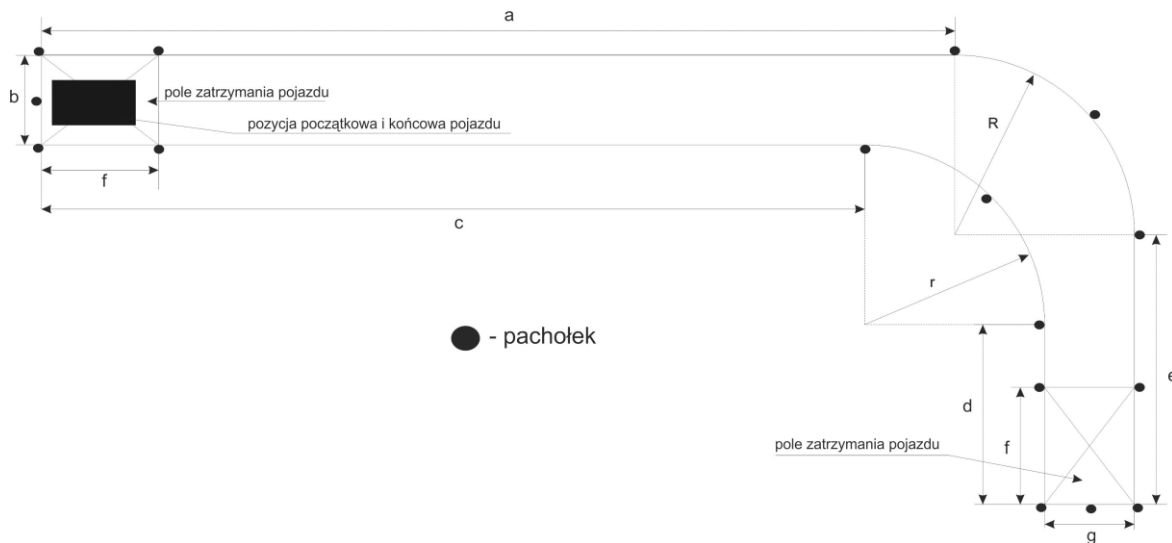 a
b
pole zatrzymania pojazdu
pozycja początkowa i końcowa pojazdu
R
f
c
r
- pachołek
d
e
f
pole zatrzymania pojazdu
g